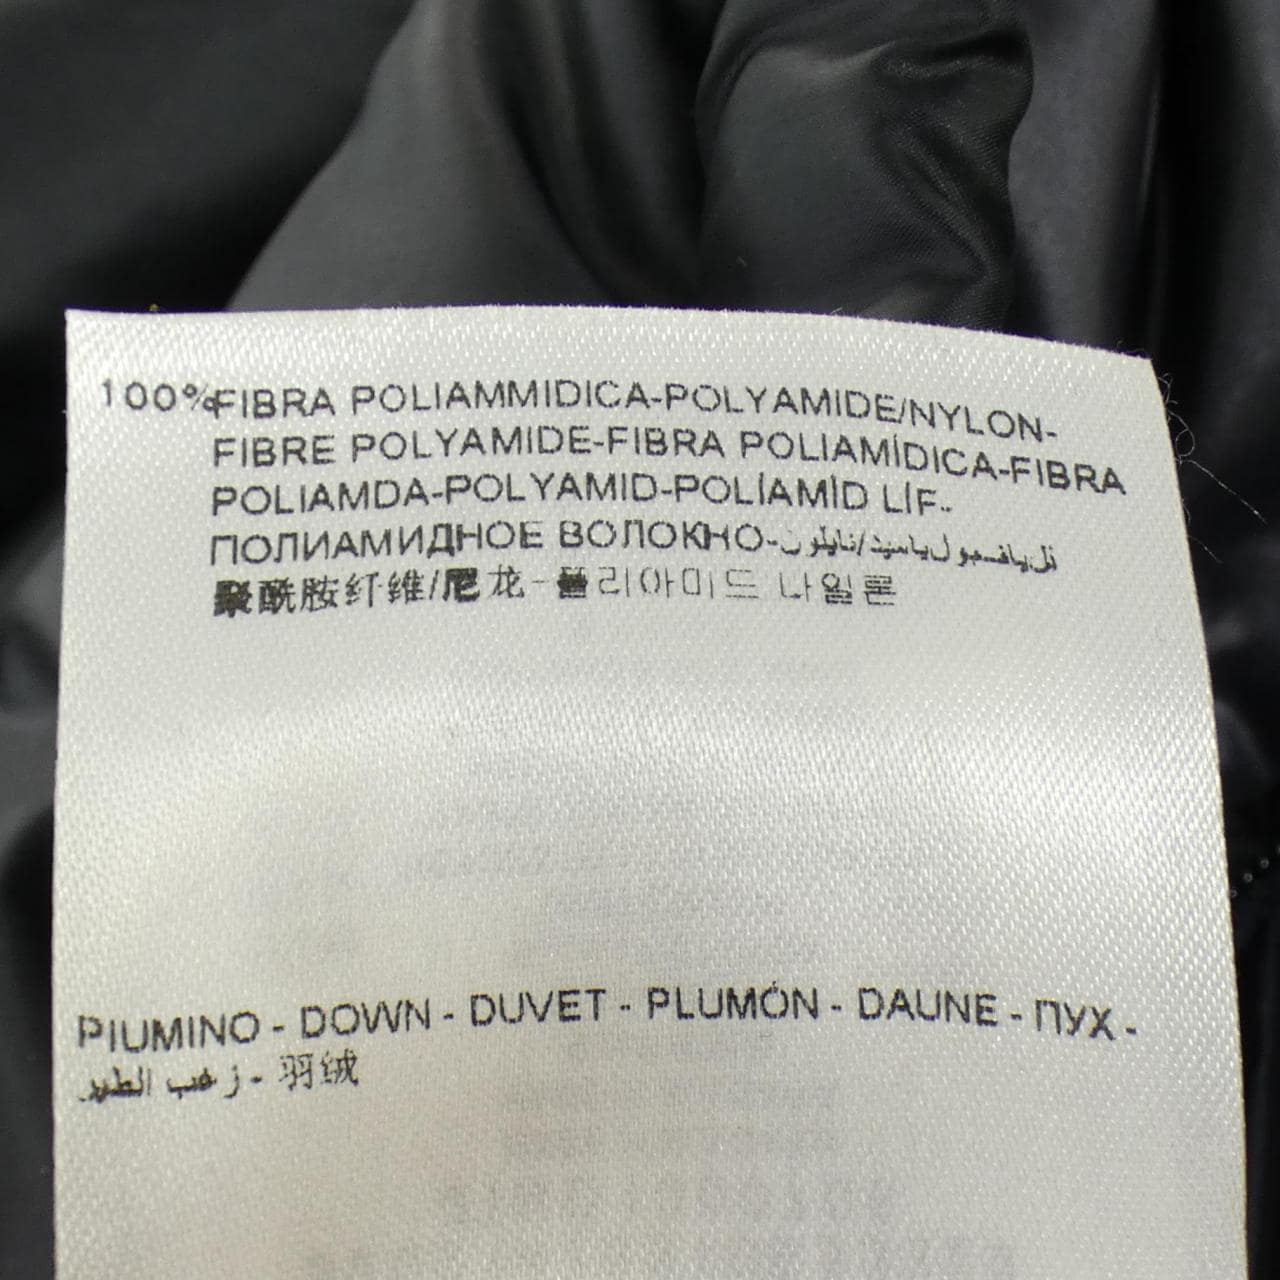 100%FIBRA POLIAMMIDICA-POLYAMIDE/NYLON-
FIBRE POLYAMIDE-FIBRA POLIAMÍDICA-FIBRA
POLIAMDA-POLYAMID-POLİAMİD LİF-
ПОЛИАМИДНОЕ ВОЛОКНО-
聚酰胺纤维/尼龙-폴리아미드 나일론
PIUMINO - DOWN - DUVET - PLUMÓN - DAUNE - ПУХ -
زغب الطير - 羽绒